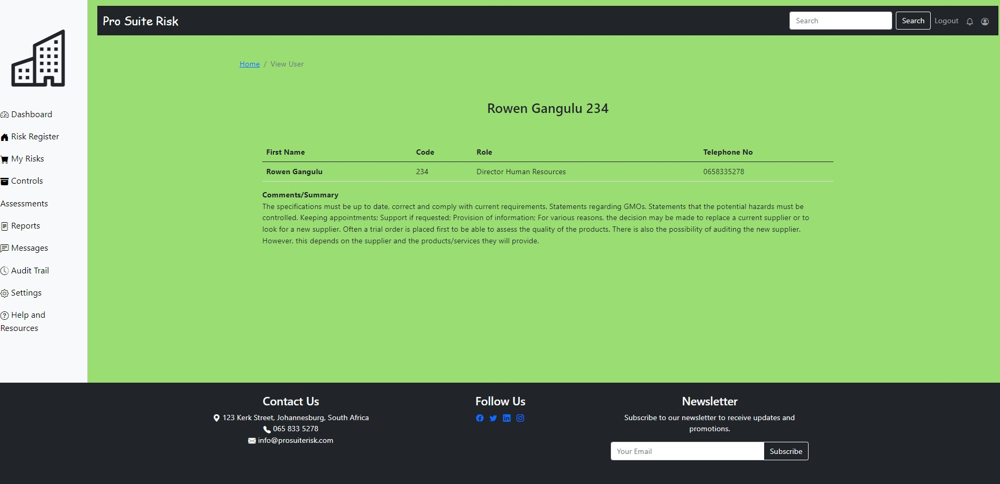 Pro Suite Risk
Search
Search
Logout
Dashboard
Risk Register
My Risks
Controls
Assessments
Reports
Messages
Audit Trail
Settings
Help and
Resources
Home / View User
Rowen Gangulu 234
First Name Code Role Telephone No
Rowen Gangulu 234 Director Human Resources 0658335278
Comments/Summary
The specifications must be up to date, correct and comply with current requirements. Statements regarding GMOs. Statements that the potential hazards must be
controlled. Keeping appointments; Support if requested; Provision of information; For various reasons, the decision may be made to replace a current supplier or to
look for a new supplier. Often a trial order is placed first to be able to assess the quality of the products. There is also the possibility of auditing the new supplier.
However, this depends on the supplier and the products/services they will provide.
Contact Us
123 Kerk Street, Johannesburg, South Africa
065 833 5278
info@prosuiterisk.com
Follow Us
Newsletter
Subscribe to our newsletter to receive updates and
promotions.
Your Email
Subscribe